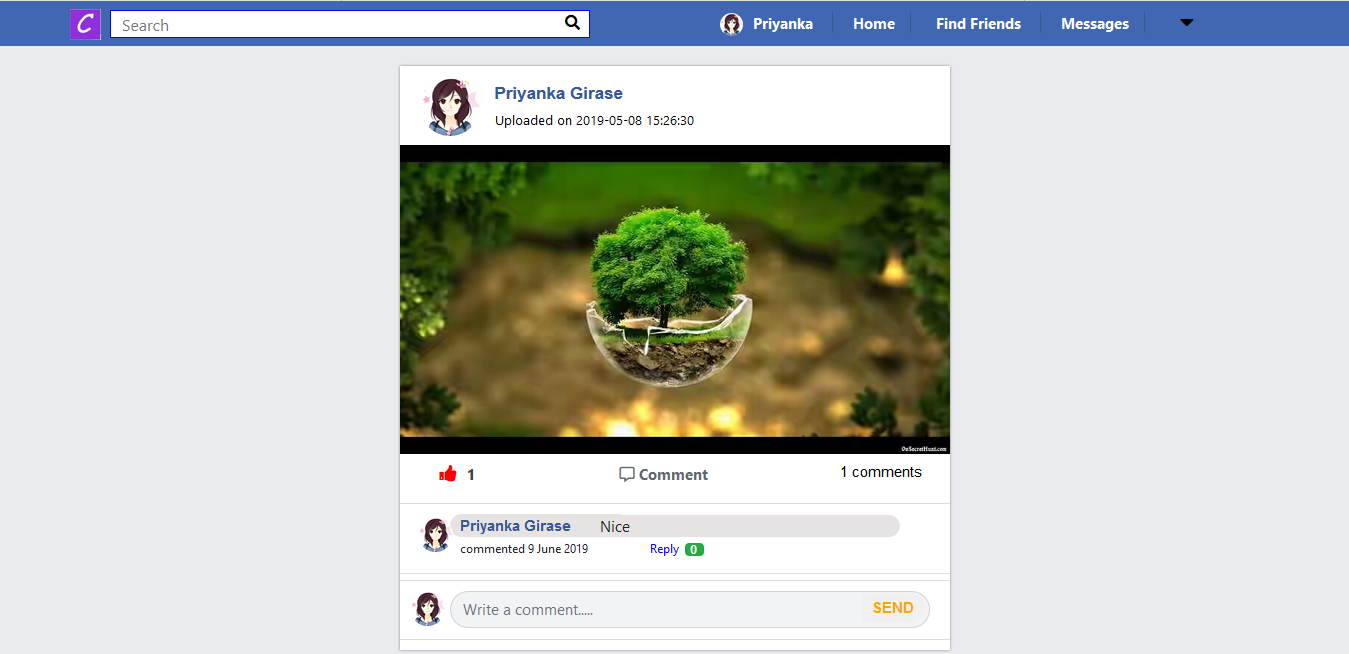 C Search Priyanka Home Find Friends Messages
Priyanka Girase
Uploaded on 2019-05-08 15:26:30
OnSecretHunt.com
1 Comment 1 comments
Priyanka Girase Nice
commented 9 June 2019 Reply 0
Write a comment..... SEND